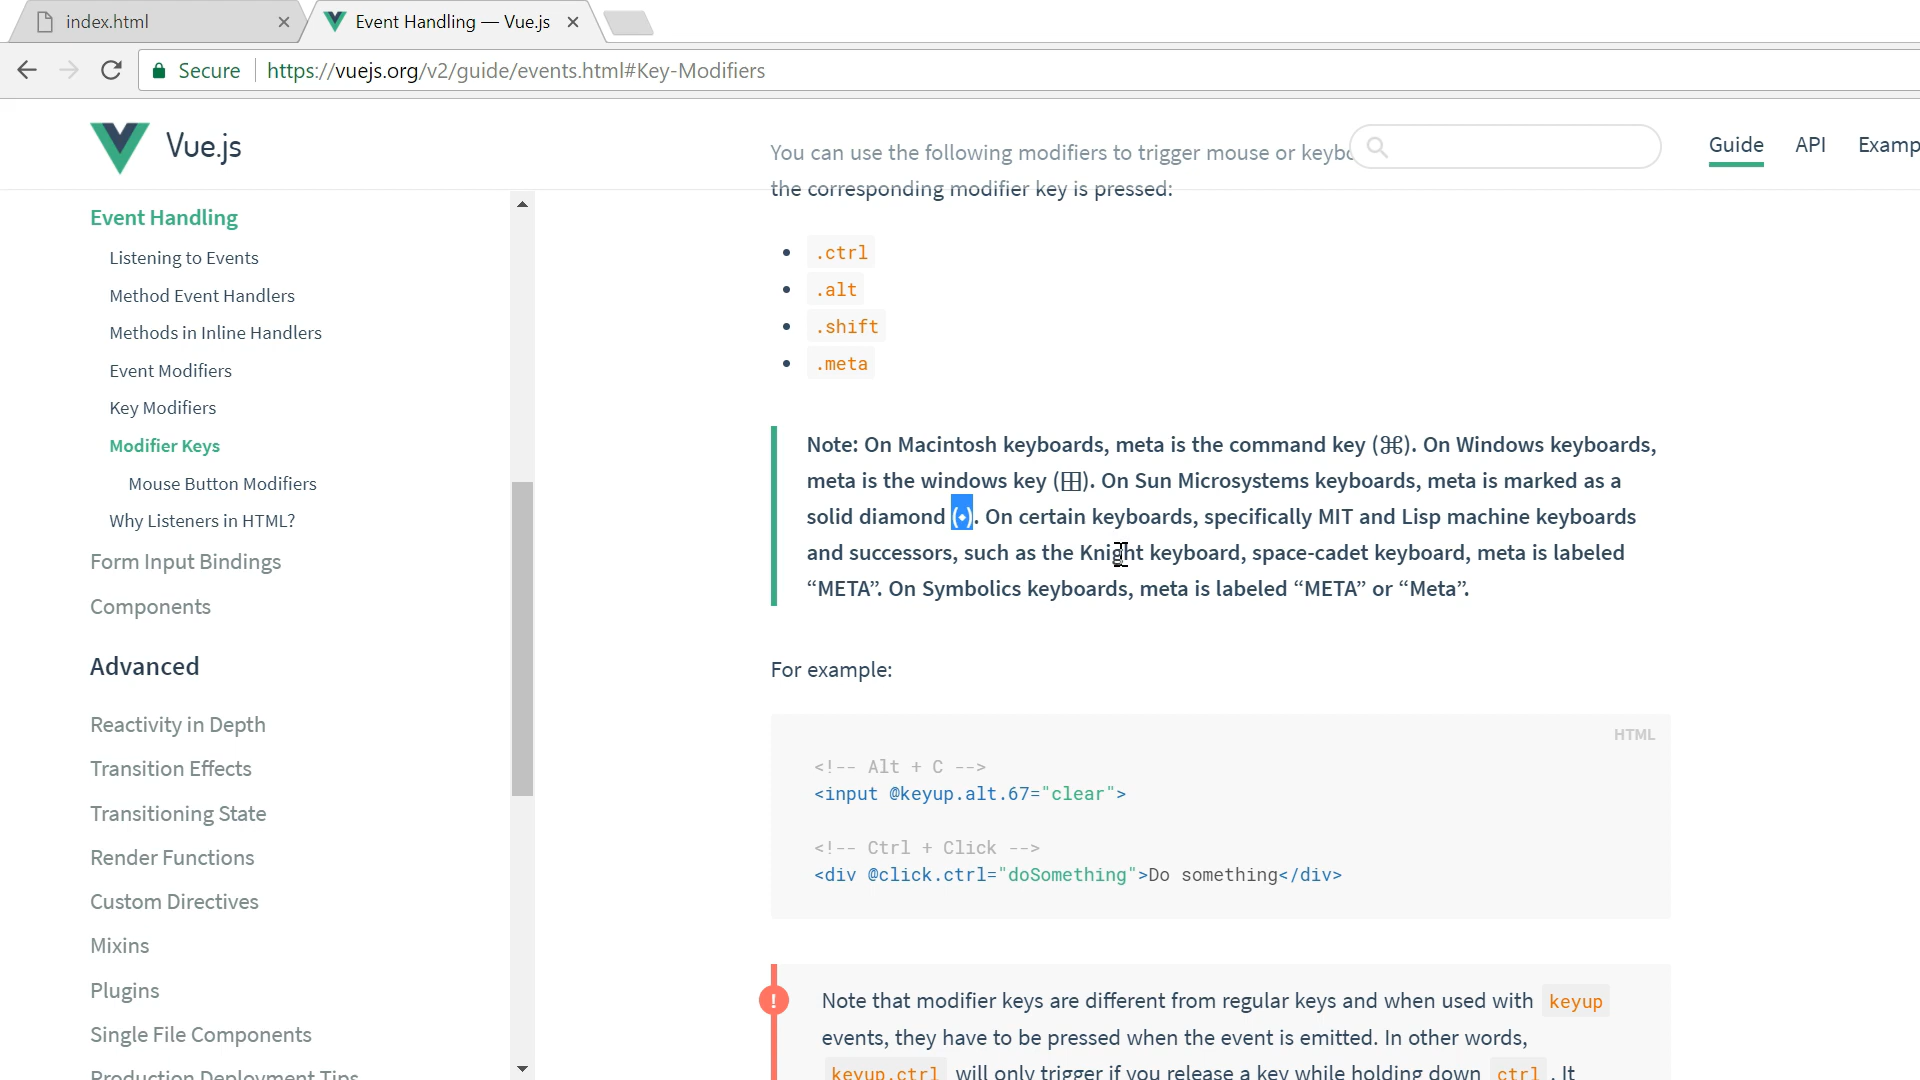 index.html
Event Handling — Vue.js
Secure
https://vuejs.org/v2/guide/events.html#Key-Modifiers
Vue.js
Guide
API
Examp
Event Handling
Listening to Events
Method Event Handlers
Methods in Inline Handlers
Event Modifiers
Key Modifiers
Modifier Keys
Mouse Button Modifiers
Why Listeners in HTML?
Form Input Bindings
Components
Advanced
Reactivity in Depth
Transition Effects
Transitioning State
Render Functions
Custom Directives
Mixins
Plugins
Single File Components
Production Deployment Tips
You can use the following modifiers to trigger mouse or keybo
the corresponding modifier key is pressed:
.ctrl
.alt
.shift
.meta
Note: On Macintosh keyboards, meta is the command key (⌘). On Windows keyboards,
meta is the windows key (⊞). On Sun Microsystems keyboards, meta is marked as a
solid diamond (◆). On certain keyboards, specifically MIT and Lisp machine keyboards
and successors, such as the Knight keyboard, space-cadet keyboard, meta is labeled
“META”. On Symbolics keyboards, meta is labeled “META” or “Meta”.
For example:
HTML
<!-- Alt + C -->
<input @keyup.alt.67="clear">
<!-- Ctrl + Click -->
<div @click.ctrl="doSomething">Do something</div>
Note that modifier keys are different from regular keys and when used with keyup
events, they have to be pressed when the event is emitted. In other words,
keyup.ctrl will only trigger if you release a key while holding down ctrl . It